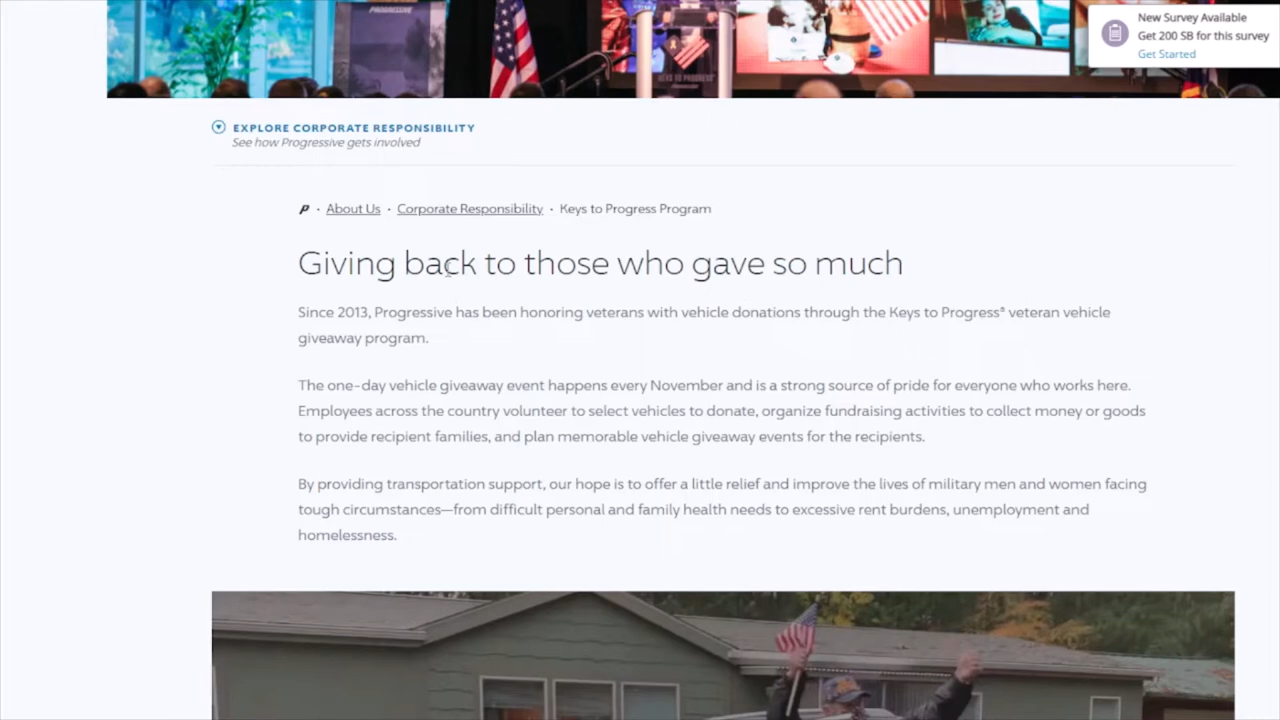 PROGRESSIVE
KEYS TO PROGRESS
New Survey Available
Get 200 SB for this survey
Get Started
EXPLORE CORPORATE RESPONSIBILITY
See how Progressive gets involved
About Us · Corporate Responsibility · Keys to Progress Program
Giving back to those who gave so much
Since 2013, Progressive has been honoring veterans with vehicle donations through the Keys to Progress® veteran vehicle
giveaway program.
The one-day vehicle giveaway event happens every November and is a strong source of pride for everyone who works here.
Employees across the country volunteer to select vehicles to donate, organize fundraising activities to collect money or goods
to provide recipient families, and plan memorable vehicle giveaway events for the recipients.
By providing transportation support, our hope is to offer a little relief and improve the lives of military men and women facing
tough circumstances—from difficult personal and family health needs to excessive rent burdens, unemployment and
homelessness.